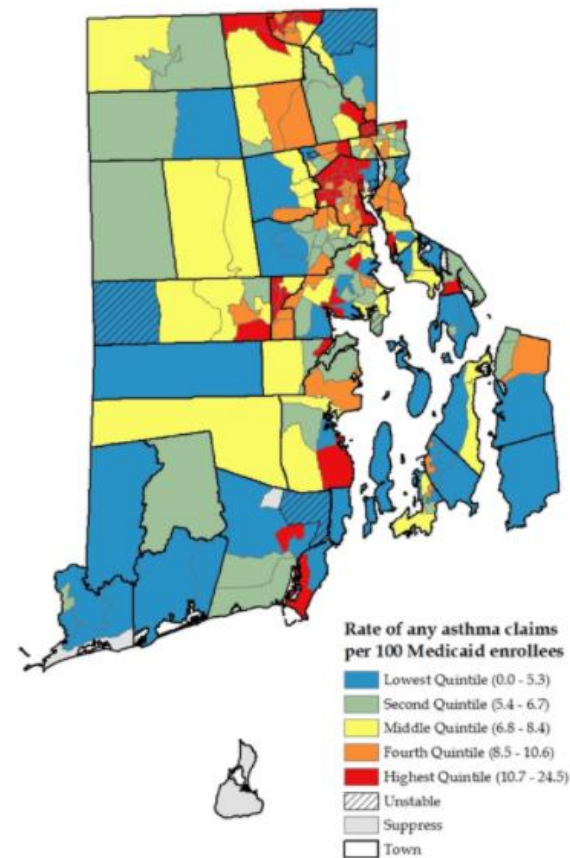 Rate of any asthma claims
per 100 Medicaid enrollees
Lowest Quintile (0.0 - 5.3)
Second Quintile (5.4 - 6.7)
Middle Quintile (6.8 - 8.4)
Fourth Quintile (8.5 - 10.6)
Highest Quintile (10.7 - 24.5)
Unstable
Suppress
Town